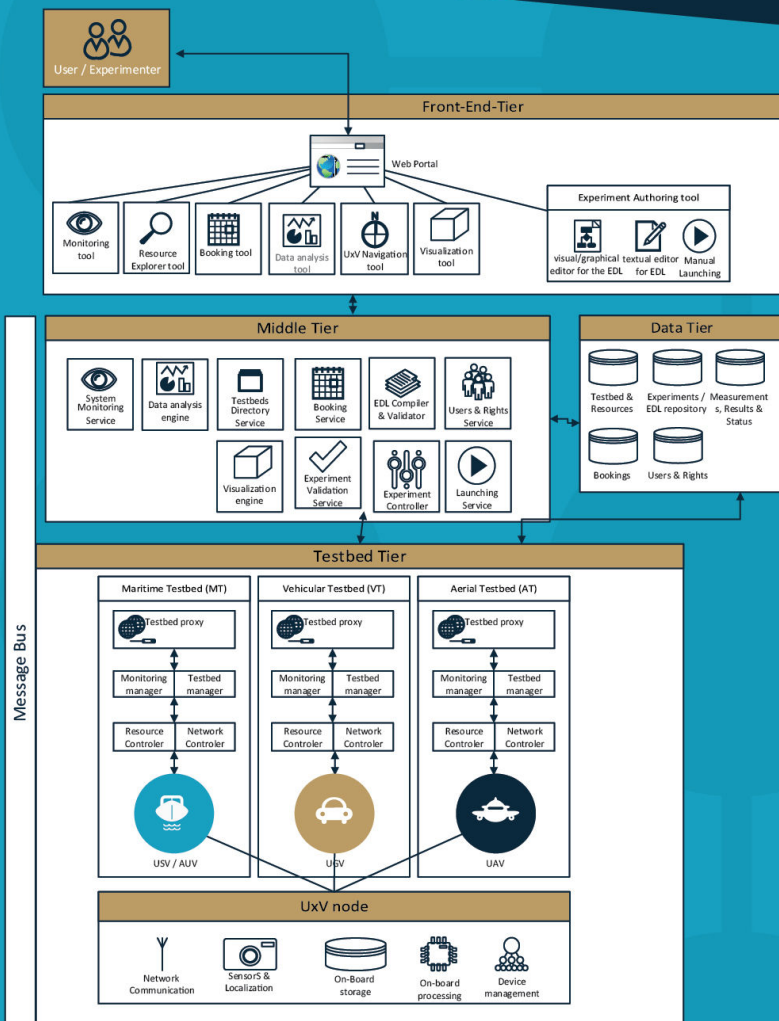 User / Experimenter
Front-End-Tier
Web Portal
Monitoring
tool
Resource
Explorer tool
Booking tool
Data analysis
tool
N
UxV Navigation
tool
Visualization
tool
Experiment Authoring tool
visual/graphical
editor for the EDL
textual editor
for EDL
Manual
Launching
Middle Tier
System
Monitoring
Service
Data analysis
engine
Testbeds
Directory
Service
Booking
Service
EDL Compiler
& Validator
Users & Rights
Service
Visualization
engine
Experiment
Validation
Service
Experiment
Controller
Launching
Service
Data Tier
Testbed &
Resources
Experiments /
EDL repository
Measurement
s, Results &
Status
Bookings
Users & Rights
Message Bus
Testbed Tier
Maritime Testbed (MT)
Testbed proxy
Monitoring
manager
Testbed
manager
Resource
Controler
Network
Controler
USV / AUV
Vehicular Testbed (VT)
Testbed proxy
Monitoring
manager
Testbed
manager
Resource
Controler
Network
Controler
UGV
Aerial Testbed (AT)
Testbed proxy
Monitoring
manager
Testbed
manager
Resource
Controler
Network
Controler
UAV
UxV node
Network
Communication
SensorS &
Localization
On-Board
storage
On-board
processing
Device
management